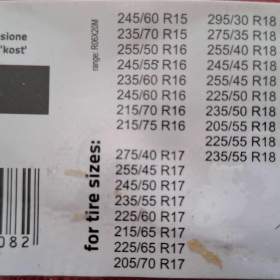 sione
'kost'
range: R06X20M
for tire sizes:
245/60 R15
235/70 R15
255/50 R16
245/55 R16
235/60 R16
245/60 R16
215/70 R16
215/75 R16
275/40 R17
255/45 R17
245/50 R17
235/55 R17
225/60 R17
215/65 R17
225/65 R17
205/70 R17
295/30 R18
275/35 R18
255/40 R18
245/45 R18
255/45 R18
225/50 R18
235/50 R18
205/55 R18
225/55 R18
235/55 R18
082